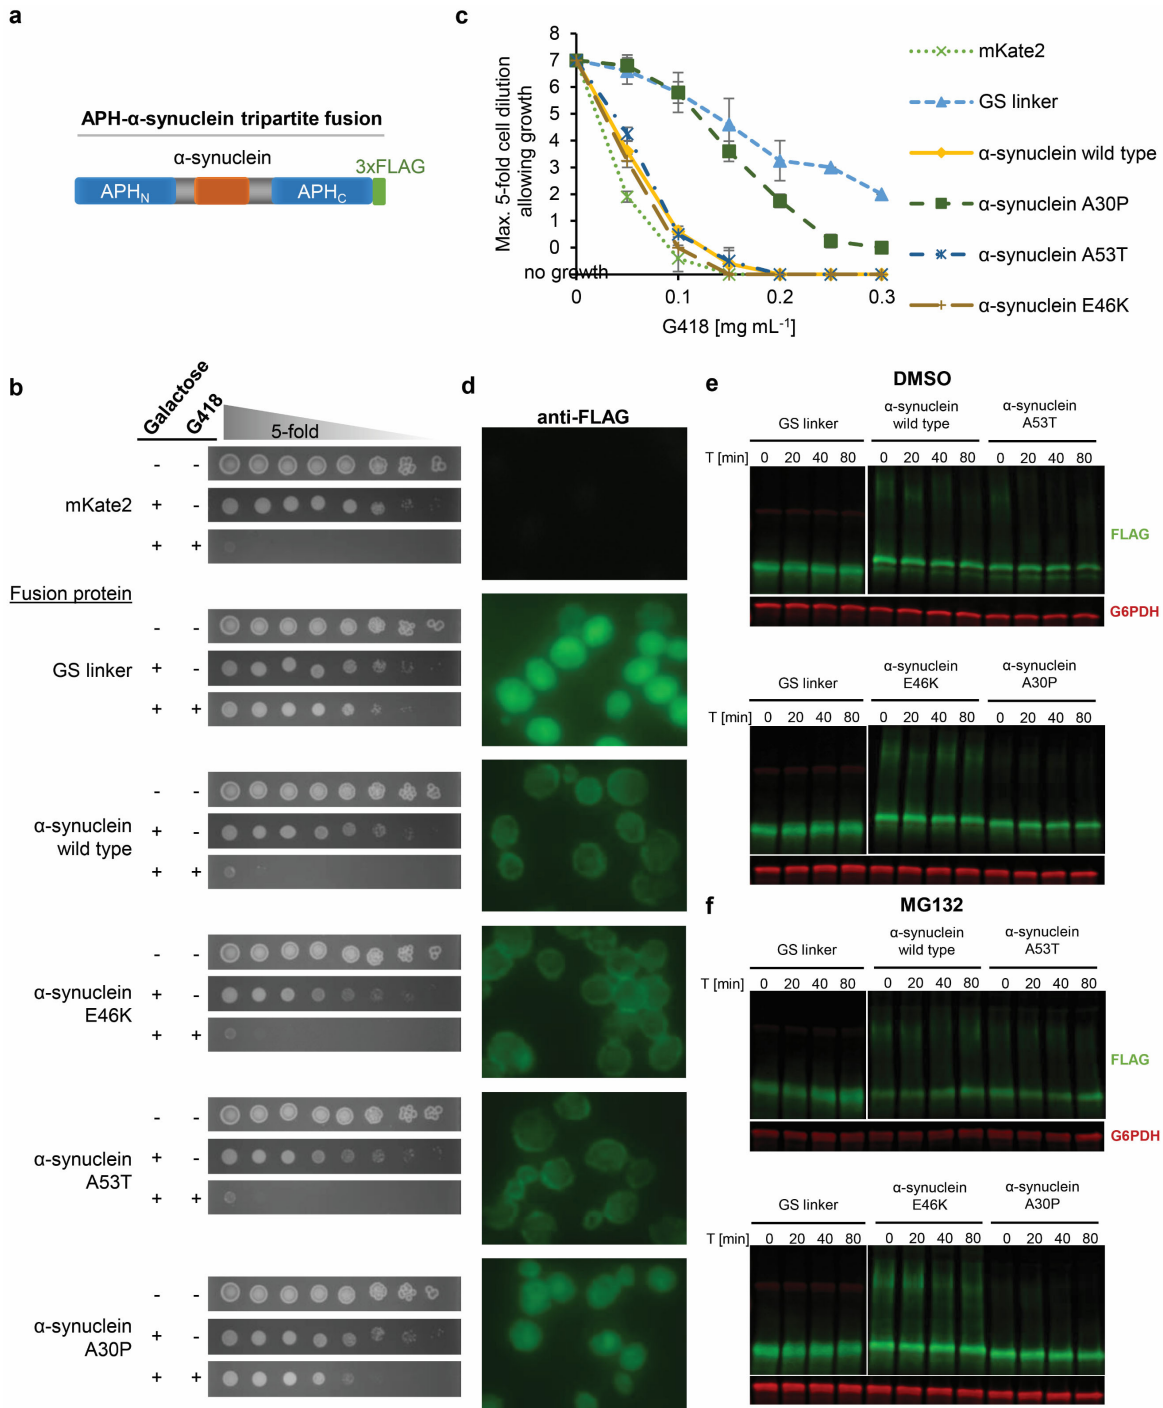 a
APH-α-synuclein tripartite fusion
α-synuclein
3xFLAG
APHN
APHC
c
Max. 5-fold cell dilution
allowing growth
8
7
6
5
4
3
2
1
0
no growth
0
0.1
0.2
0.3
G418 [mg mL-1]
mKate2
GS linker
α-synuclein wild type
α-synuclein A30P
α-synuclein A53T
α-synuclein E46K
b
Galactose
G418
5-fold
- -
mKate2 + -
+ +
Fusion protein
- -
GS linker + -
+ +
- -
α-synuclein
wild type
+ -
+ +
- -
α-synuclein
E46K
+ -
+ +
- -
α-synuclein
A53T
+ -
+ +
- -
α-synuclein
A30P
+ -
+ +
d
anti-FLAG
e
DMSO
GS linker
α-synuclein
wild type
α-synuclein
A53T
T [min] 0 20 40 80 0 20 40 80 0 20 40 80
FLAG
G6PDH
GS linker
α-synuclein
E46K
α-synuclein
A30P
T [min] 0 20 40 80 0 20 40 80 0 20 40 80
f
MG132
GS linker
α-synuclein
wild type
α-synuclein
A53T
T [min] 0 20 40 80 0 20 40 80 0 20 40 80
FLAG
G6PDH
GS linker
α-synuclein
E46K
α-synuclein
A30P
T [min] 0 20 40 80 0 20 40 80 0 20 40 80